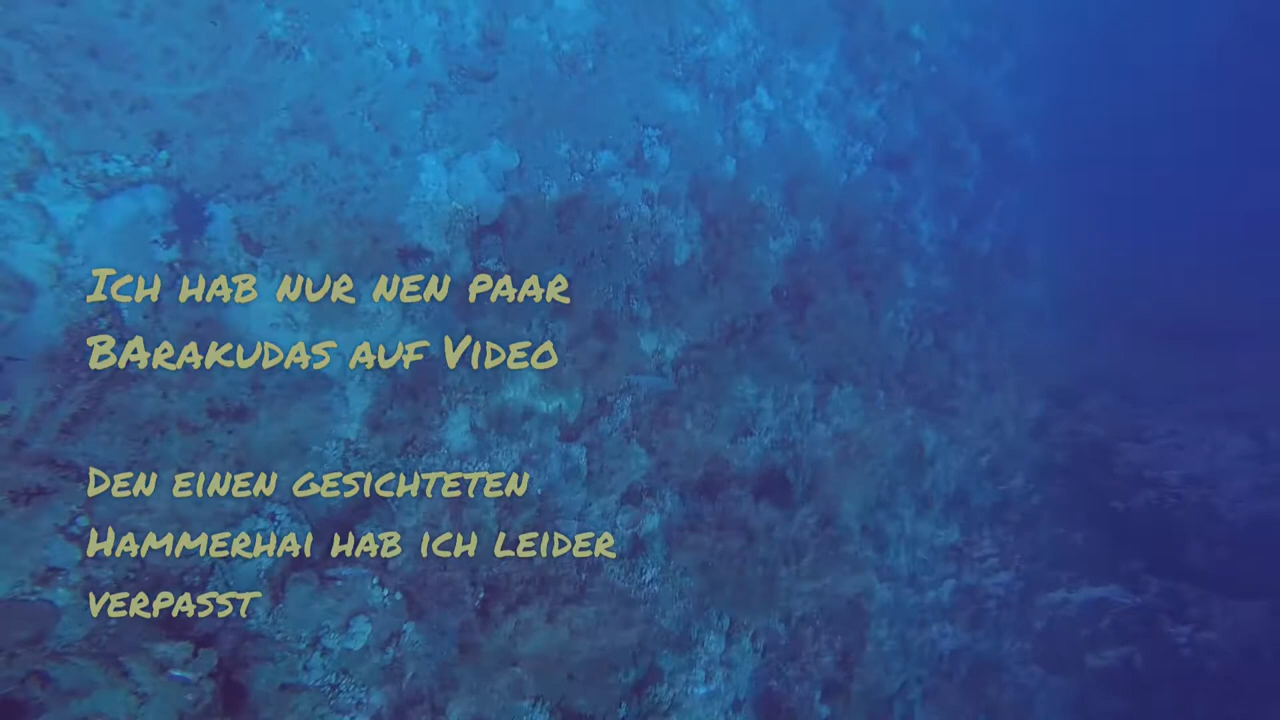 Ich hab nur nen paar
BArakudas auf Video
Den einen gesichteten
Hammerhai hab ich leider
verpasst